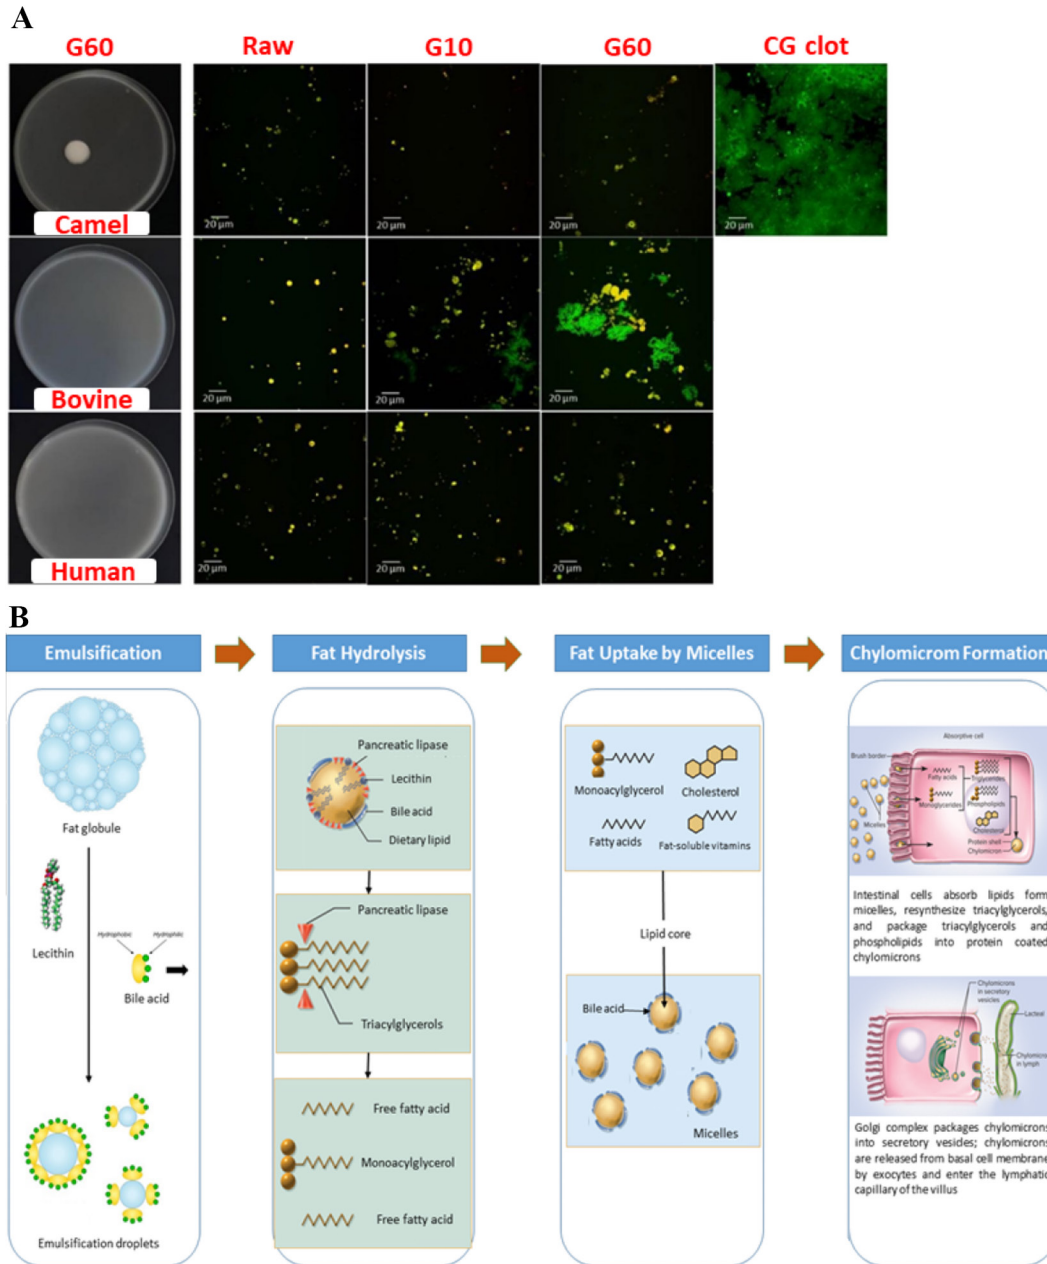 A
G60
Raw
G10
G60
CG clot
Camel
20 µm
20 µm
20 µm
20 µm
Bovine
20 µm
20 µm
20 µm
Human
20 µm
20 µm
20 µm
B
Emulsification
Fat Hydrolysis
Fat Uptake by Micelles
Chylomicrom Formation
Fat globule
Lecithin
Hydrophobic
Hydrophilic
Bile acid
Emulsification droplets
Pancreatic lipase
Lecithin
Bile acid
Dietary lipid
Pancreatic lipase
Triacylglycerols
Free fatty acid
Monoacylglycerol
Free fatty acid
Monoacylglycerol
Cholesterol
Fatty acids
Fat-soluble vitamins
Lipid core
Bile acid
Micelles
Absorptive cell
Brush border
Fatty acids
Triglycerides
Monoglycerides
Phospholipids
Micelles
Cholesterol
Protein shell
Chylomicron
Intestinal cells absorb lipids form
micelles, resynthesize triacylglycerols,
and package triacylglycerols and
phospholipids into protein coated
chylomicrons
Chylomicrons
in secretory
vesicles
Lacteal
Chylomicrons
in lymph
Golgi complex packages chylomicrons
into secretory vesides; chylomicrons
are released from basal cell membrane
by exocytes and enter the lymphatic
capillary of the villus